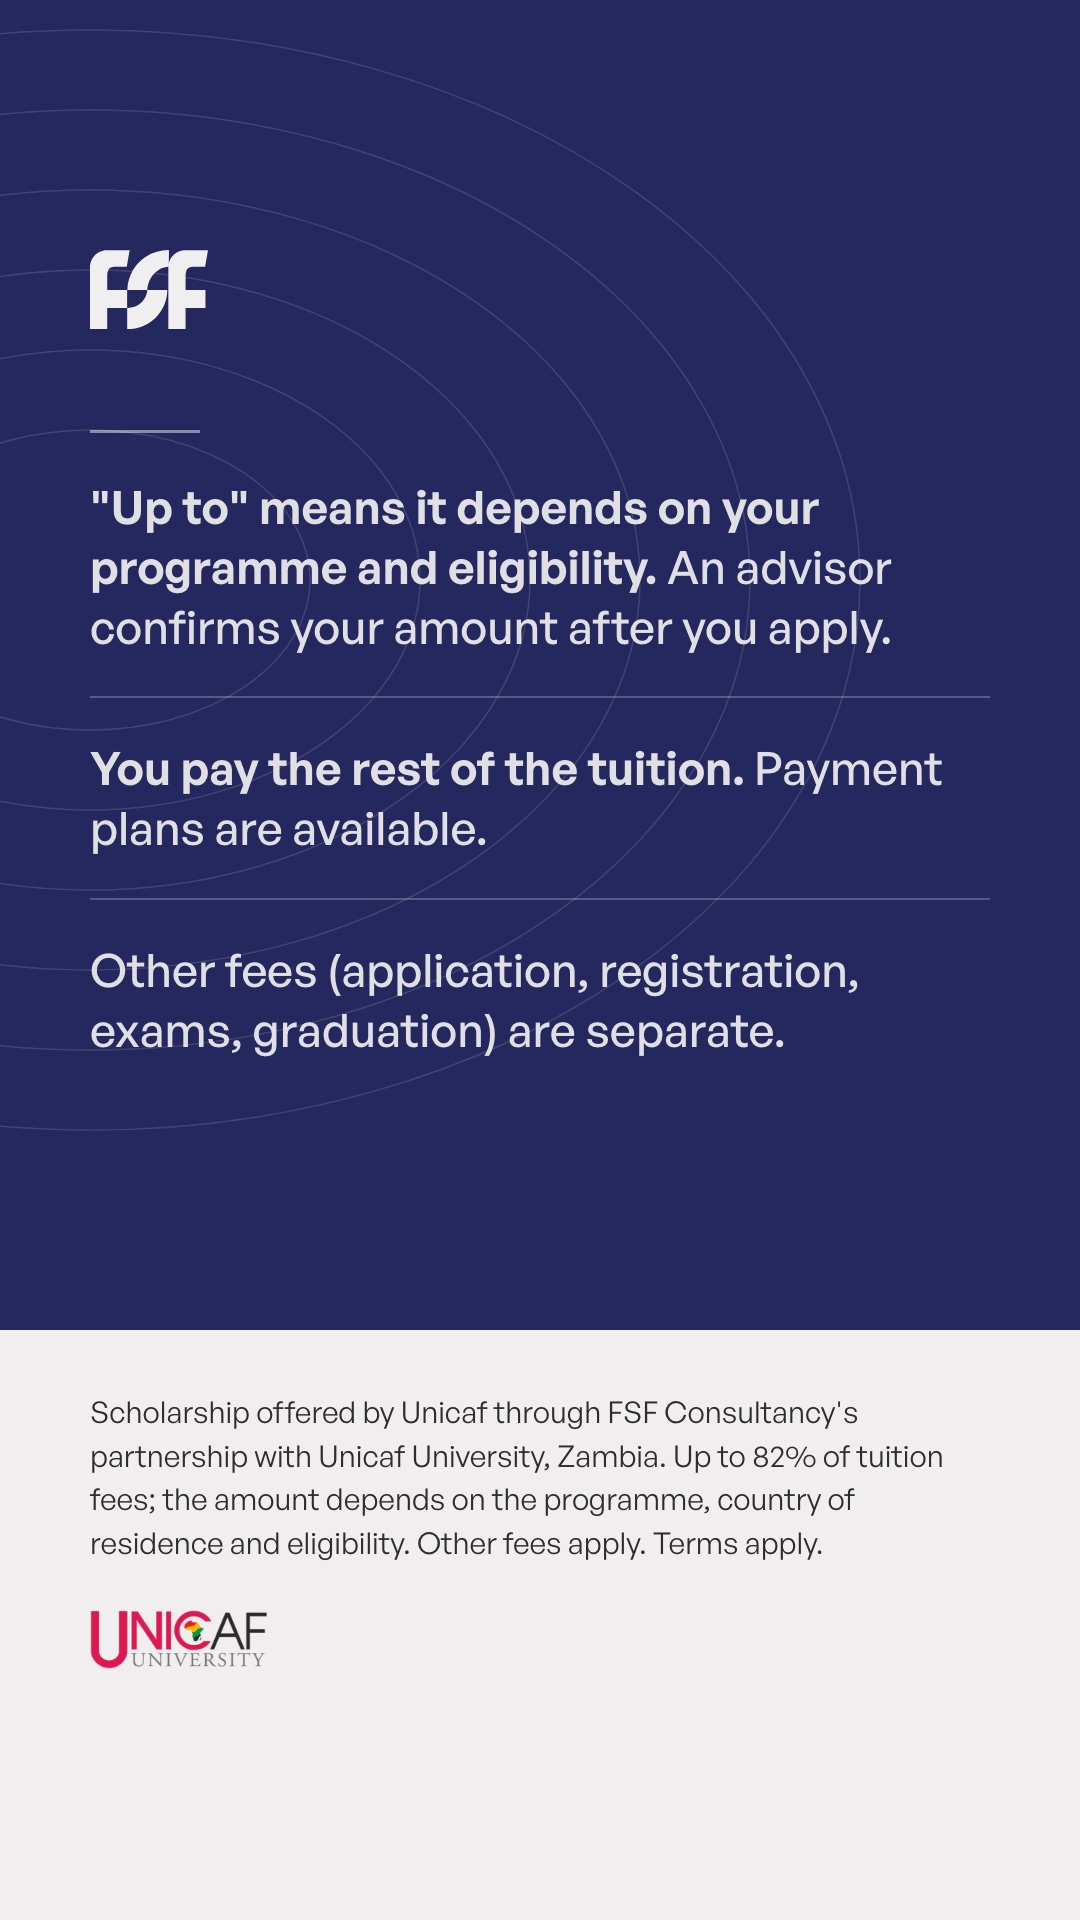 FSF
"Up to" means it depends on your
programme and eligibility. An advisor
confirms your amount after you apply.
You pay the rest of the tuition. Payment
plans are available.
Other fees (application, registration,
exams, graduation) are separate.
Scholarship offered by Unicaf through FSF Consultancy's
partnership with Unicaf University, Zambia. Up to 82% of tuition
fees; the amount depends on the programme, country of
residence and eligibility. Other fees apply. Terms apply.
UNICAF
UNIVERSITY